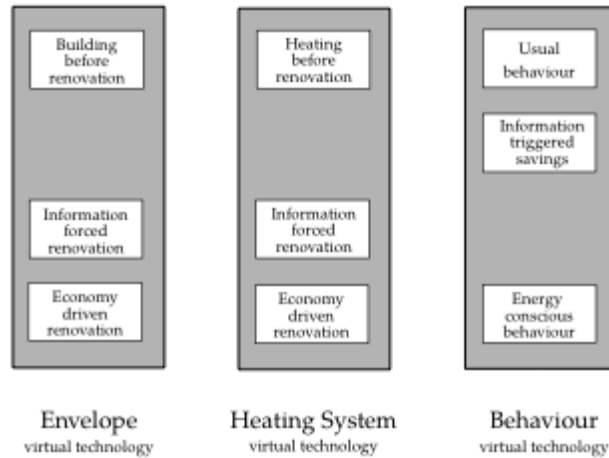 Building
before
renovation
Information
forced
renovation
Economy
driven
renovation
Envelope
virtual technology
Heating
before
renovation
Information
forced
renovation
Economy
driven
renovation
Heating System
virtual technology
Usual
behaviour
Information
triggered
savings
Energy
conscious
behaviour
Behaviour
virtual technology